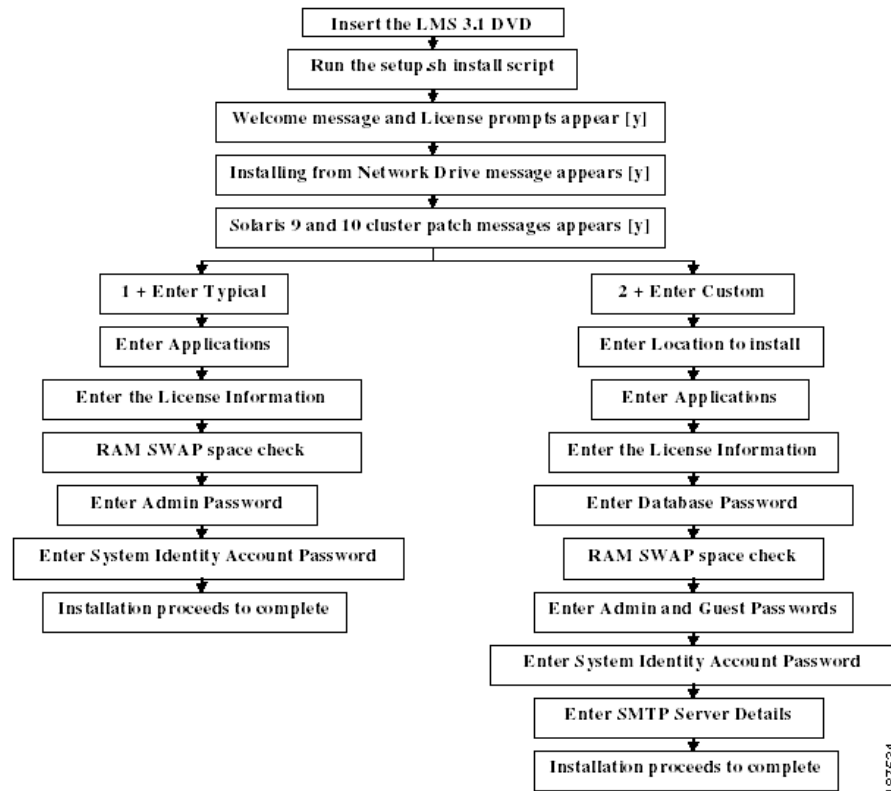 Insert the LMS 3.1 DVD
Run the setup.sh install script
Welcome message and License prompts appear [y]
Installing from Network Drive message appears [y]
Solaris 9 and 10 cluster patch messages appears [y]
1 + Enter Typical
Enter Applications
Enter the License Information
RAM SWAP space check
Enter Admin Password
Enter System Identity Account Password
Installation proceeds to complete
2 + Enter Custom
Enter Location to install
Enter Applications
Enter the License Information
Enter Database Password
RAM SWAP space check
Enter Admin and Guest Passwords
Enter System Identity Account Password
Enter SMTP Server Details
Installation proceeds to complete